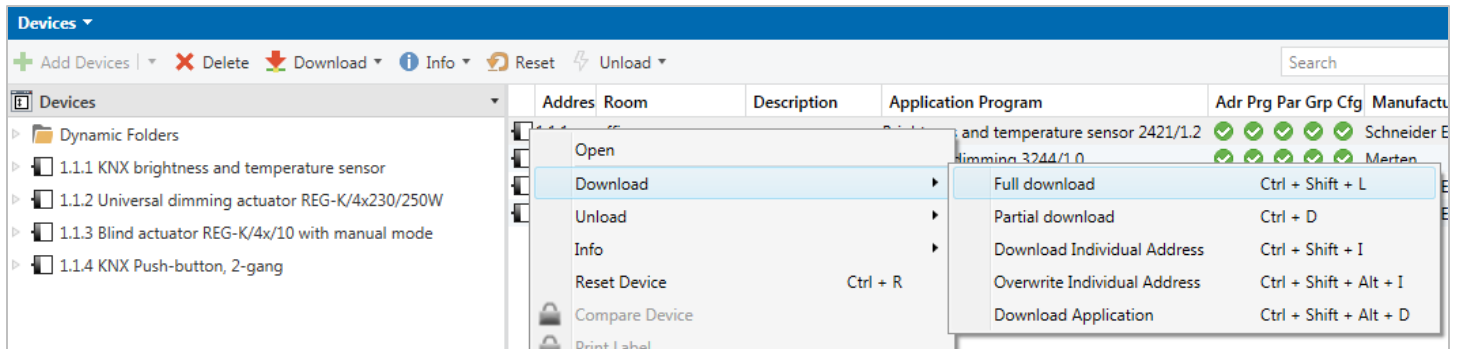 Devices
Add Devices Delete Download Info Reset Unload Search
Devices Addres Room Description Application Program Adr Prg Par Grp Cfg Manufactu
Dynamic Folders and temperature sensor 2421/1.2 Schneider E
Open
1.1.1 KNX brightness and temperature sensor dimming 3244/1.0 Merten
Download Full download Ctrl + Shift + L
1.1.2 Universal dimming actuator REG-K/4x230/250W
Unload Partial download Ctrl + D
1.1.3 Blind actuator REG-K/4x/10 with manual mode
Info Download Individual Address Ctrl + Shift + I
1.1.4 KNX Push-button, 2-gang
Reset Device Ctrl + R Overwrite Individual Address Ctrl + Shift + Alt + I
Compare Device Download Application Ctrl + Shift + Alt + D
Print Label